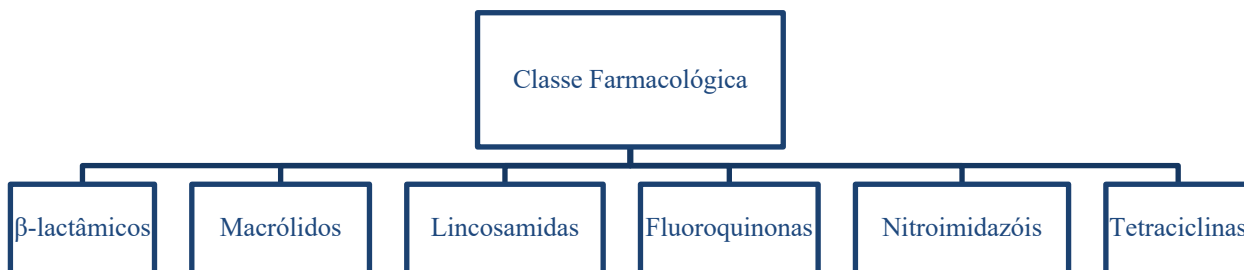 Classe Farmacológica
β-lactâmicos
Macrólidos
Lincosamidas
Fluoroquinonas
Nitroimidazóis
Tetraciclinas